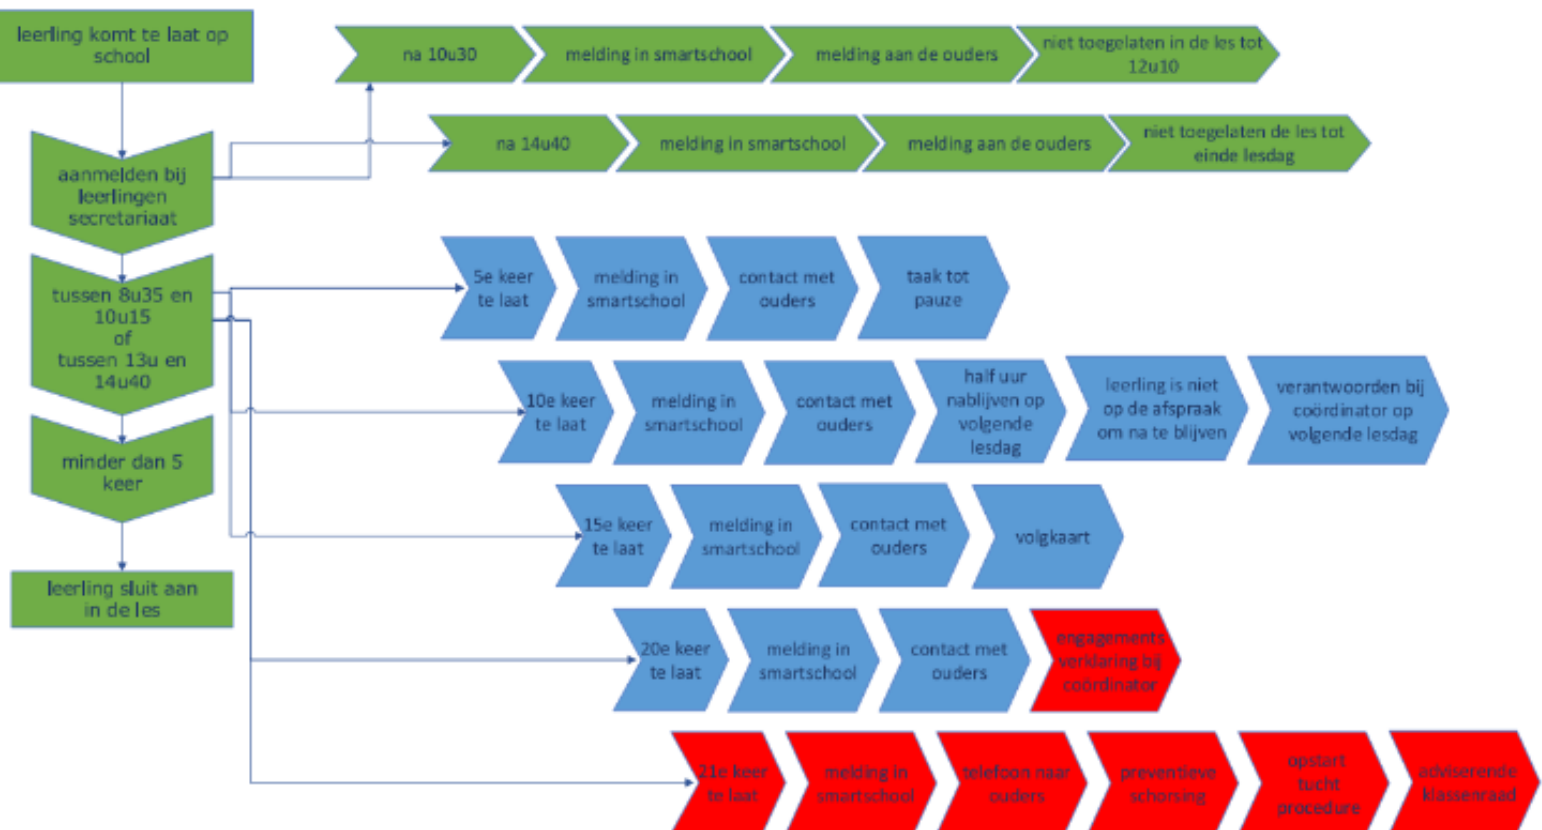 leerling komt te laat op
school
na 10u30
melding in smartschool
melding aan de ouders
niet toegelaten in de les tot
12u10
na 14u40
melding in smartschool
melding aan de ouders
niet toegelaten de les tot
einde lesdag
aanmelden bij
leerlingen
secretariaat
tussen 8u35 en
10u15
of
tussen 13u en
14u40
minder dan 5
keer
leerling sluit aan
in de les
5e keer
te laat
melding in
smartschool
contact met
ouders
taak tot
pauze
10e keer
te laat
melding in
smartschool
contact met
ouders
half uur
nablijven op
volgende
lesdag
leerling is niet
op de afspraak
om na te blijven
verantwoorden bij
coördinator op
volgende lesdag
15e keer
te laat
melding in
smartschool
contact met
ouders
volgkaart
20e keer
te laat
melding in
smartschool
contact met
ouders
engagements
verklaring bij
coördinator
21e keer
te laat
melding in
smartschool
telefoon naar
ouders
preventieve
schorsing
opstart
tucht
procedure
adviserende
klassenraad